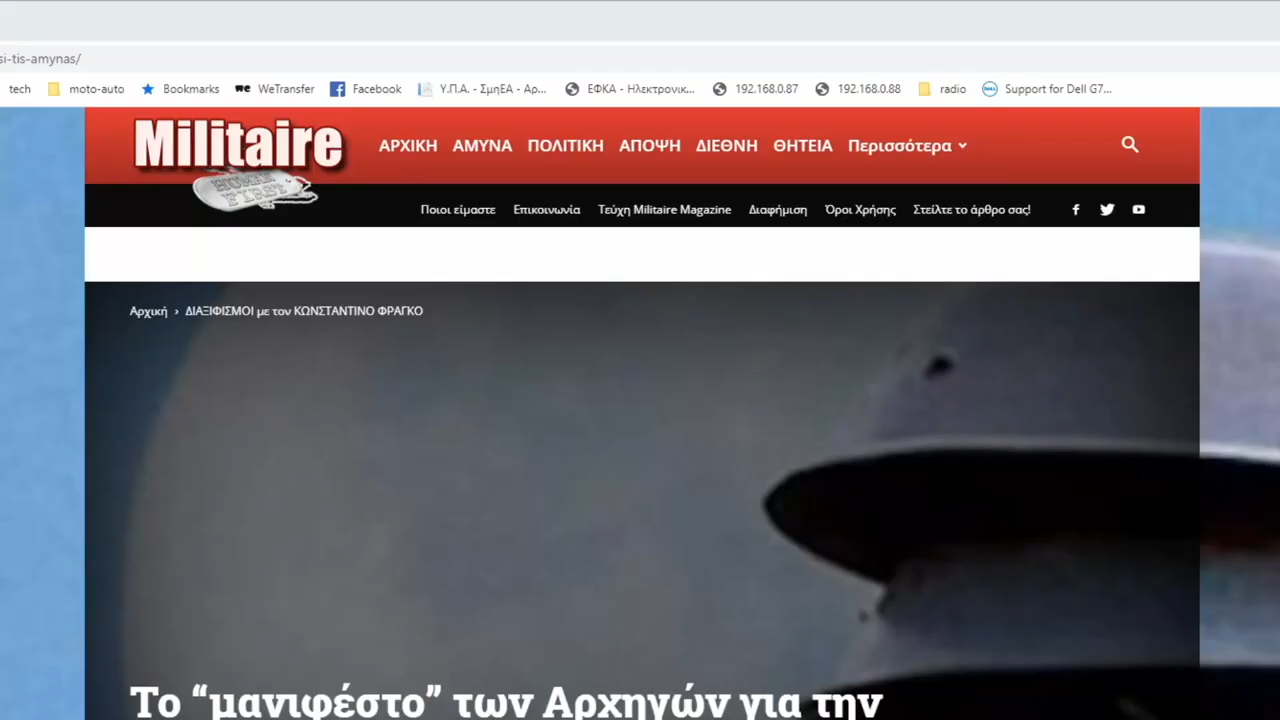 si-tis-amynas/
tech moto-auto Bookmarks WeTransfer Facebook Υ.Π.Α. - ΣμηΕΑ - Αρ... ΕΦΚΑ - Ηλεκτρονικ... 192.168.0.87 192.168.0.88 radio Support for Dell G7...
Militaire ΑΡΧΙΚΗ ΑΜΥΝΑ ΠΟΛΙΤΙΚΗ ΑΠΟΨΗ ΔΙΕΘΝΗ ΘΗΤΕΙΑ Περισσότερα
HUMAN
FIRST
Ποιοι είμαστε Επικοινωνία Τεύχη Militaire Magazine Διαφήμιση Όροι Χρήσης Στείλτε το άρθρο σας!
Αρχική › ΔΙΑΞΙΦΙΣΜΟΙ με τον ΚΩΝΣΤΑΝΤΙΝΟ ΦΡΑΓΚΟ
Το “μανιφέστο” των Αρχηγών για την